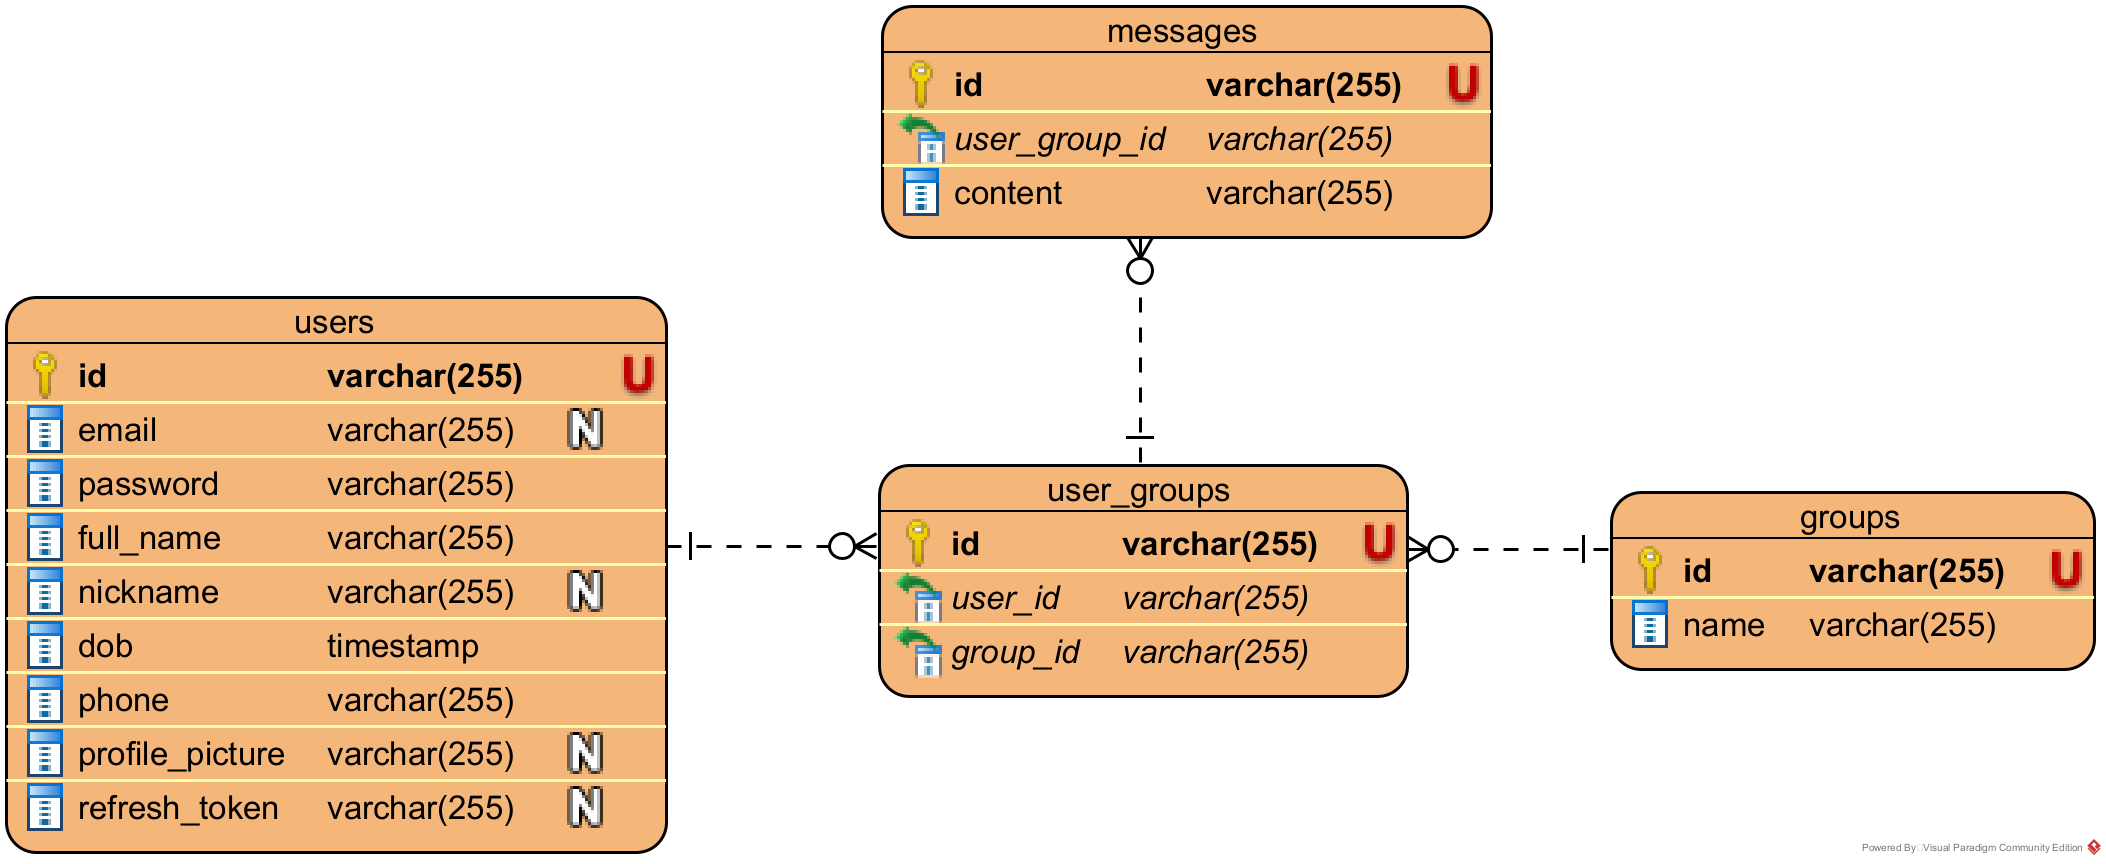 messages
id varchar(255) U
user_group_id varchar(255)
content varchar(255)
users
id varchar(255) U
email varchar(255) N
password varchar(255)
full_name varchar(255)
nickname varchar(255) N
dob timestamp
phone varchar(255)
profile_picture varchar(255) N
refresh_token varchar(255) N
user_groups
id varchar(255) U
user_id varchar(255)
group_id varchar(255)
groups
id varchar(255) U
name varchar(255)
Powered By Visual Paradigm Community Edition